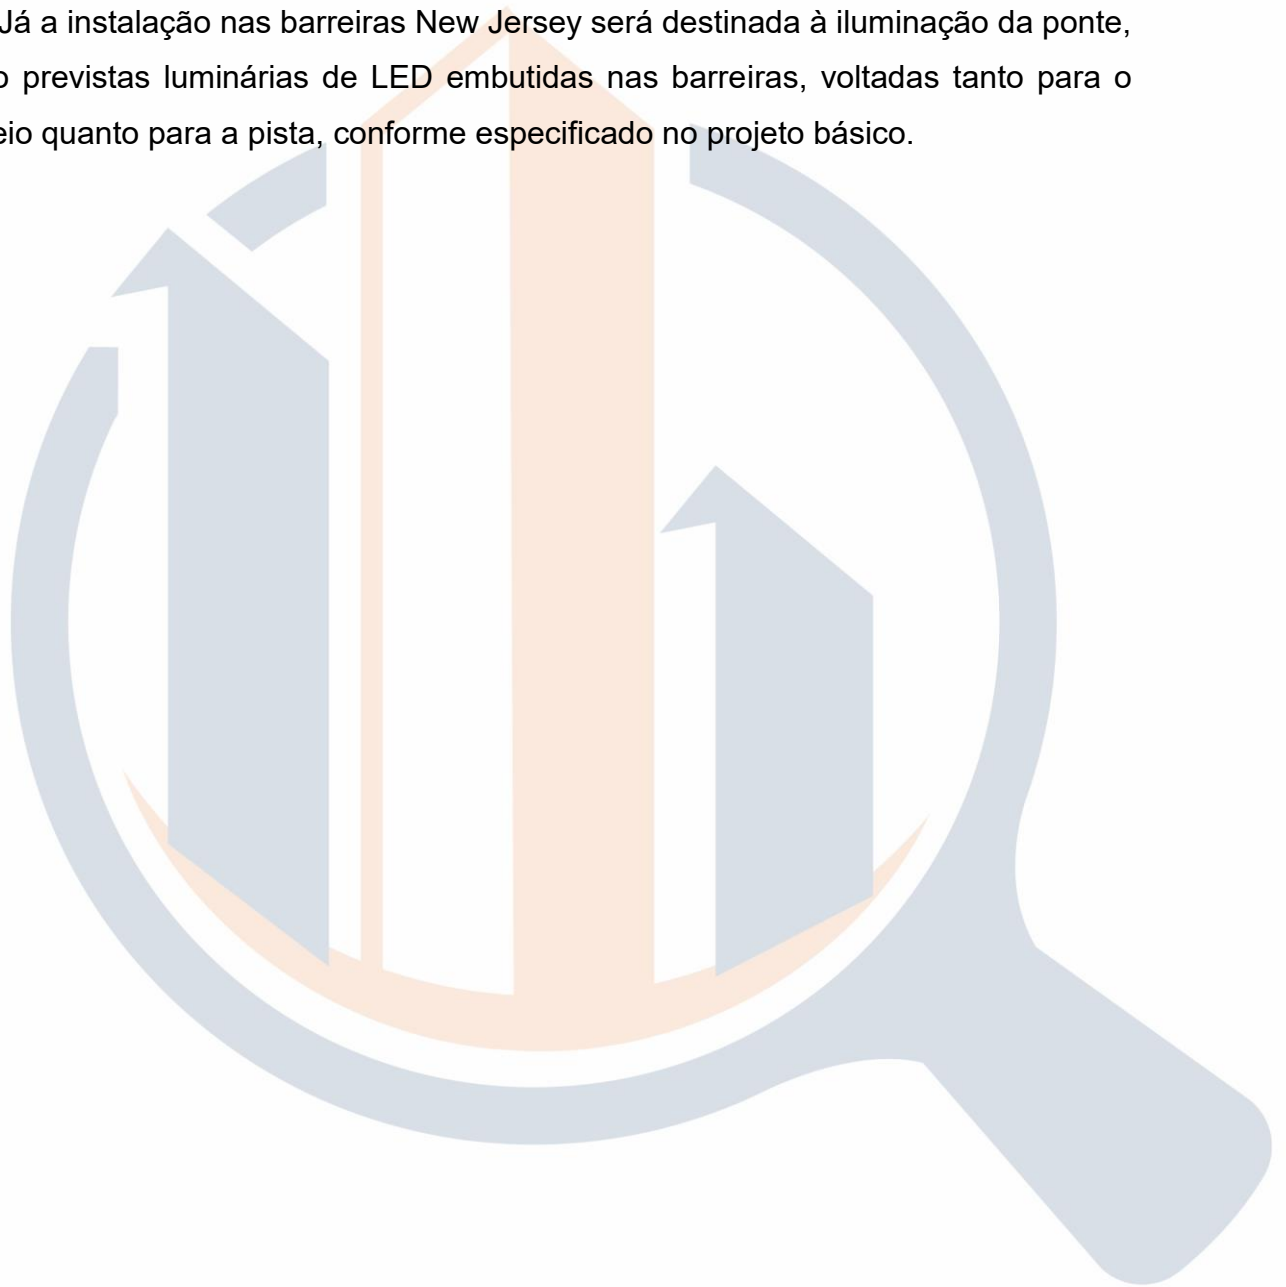 Já a instalação nas barreiras New Jersey será destinada à iluminação da ponte,
o previstas luminárias de LED embutidas nas barreiras, voltadas tanto para o
eio quanto para a pista, conforme especificado no projeto básico.